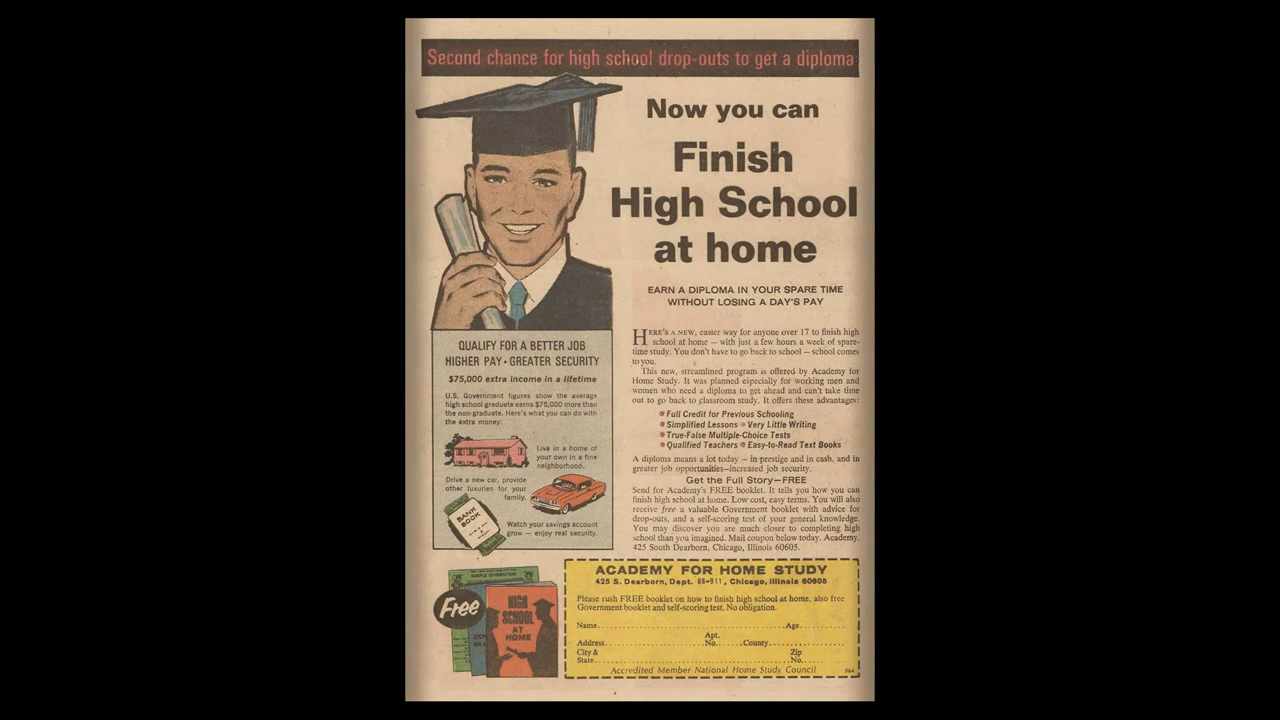 Second chance for high school drop-outs to get a diploma
Now you can
Finish
High School
at home
EARN A DIPLOMA IN YOUR SPARE TIME
WITHOUT LOSING A DAY'S PAY
HERE'S A NEW, easier way for anyone over 17 to finish high
school at home — with just a few hours a week of spare-
time study. You don't have to go back to school — school comes
to you.
This new, streamlined program is offered by Academy for
Home Study. It was planned especially for working men and
women who need a diploma to get ahead and can't take time
out to go back to classroom study. It offers these advantages:
Full Credit for Previous Schooling
Simplified Lessons • Very Little Writing
True-False Multiple-Choice Tests
Qualified Teachers • Easy-to-Read Text Books
A diploma means a lot today — in prestige and in cash, and in
greater job opportunities—increased job security.
Get the Full Story—FREE
Send for Academy's FREE booklet. It tells you how you can
finish high school at home. Low cost, easy terms. You will also
receive free a valuable Government booklet with advice for
drop-outs, and a self-scoring test of your general knowledge.
You may discover you are much closer to completing high
school than you imagined. Mail coupon below today. Academy,
425 South Dearborn, Chicago, Illinois 60605.
QUALIFY FOR A BETTER JOB
HIGHER PAY • GREATER SECURITY
$75,000 extra income in a lifetime
U.S. Government figures show the average
high school graduate earns $75,000 more than
the non-graduate. Here's what you can do with
the extra money:
Live in a home of
your own in a fine
neighborhood.
Drive a new car, provide
other luxuries for your
family.
BANK
BOOK
Watch your savings account
grow — enjoy real security.
Free
SAMPLE EXAMINATION
HIGH
SCHOOL
AT
HOME
ACADEMY FOR HOME STUDY
425 S. Dearborn, Dept. 88-911, Chicago, Illinois 60605
Please rush FREE booklet on how to finish high school at home, also free
Government booklet and self-scoring test. No obligation.
Name Age
Apt.
Address No. County
City & Zip
State No.
Accredited Member National Home Study Council